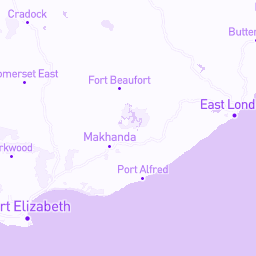 Cradock
Butter
omerset East
Fort Beaufort
East Lond
Makhanda
rkwood
Port Alfred
rt Elizabeth